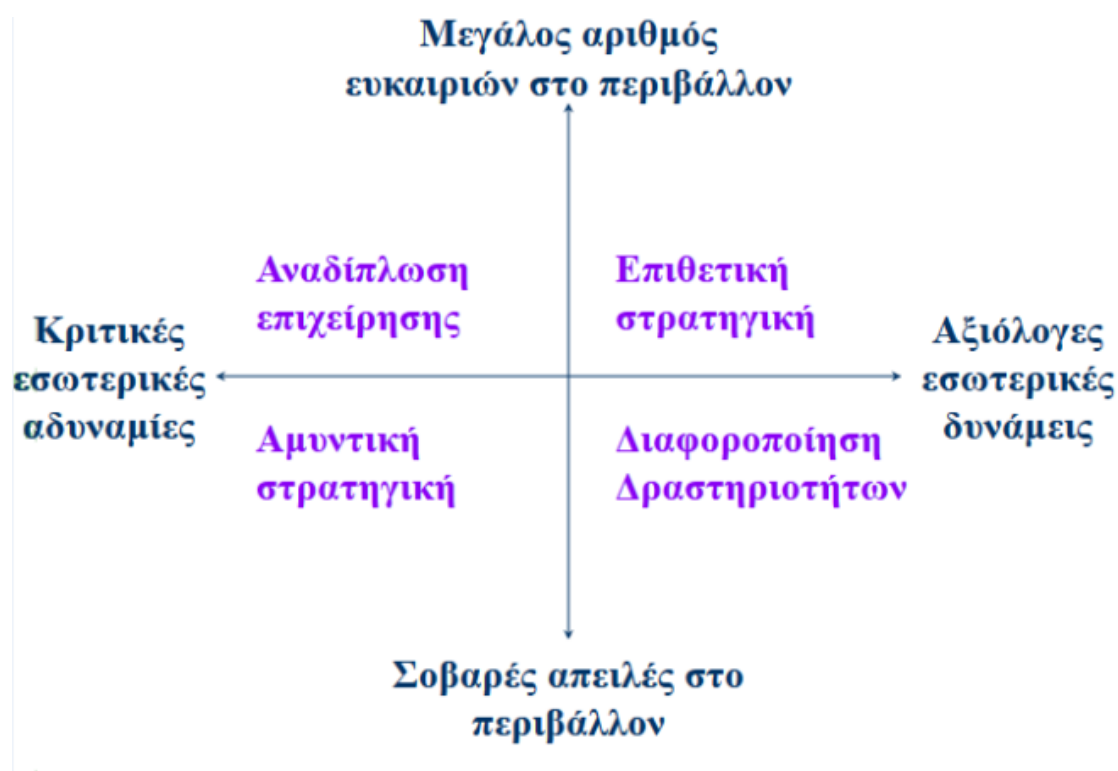 Μεγάλος αριθμός
ευκαιριών στο περιβάλλον
Αναδίπλωση
επιχείρησης
Επιθετική
στρατηγική
Κριτικές
εσωτερικές
αδυναμίες
Αξιόλογες
εσωτερικές
δυνάμεις
Αμυντική
στρατηγική
Διαφοροποίηση
Δραστηριοτήτων
Σοβαρές απειλές στο
περιβάλλον